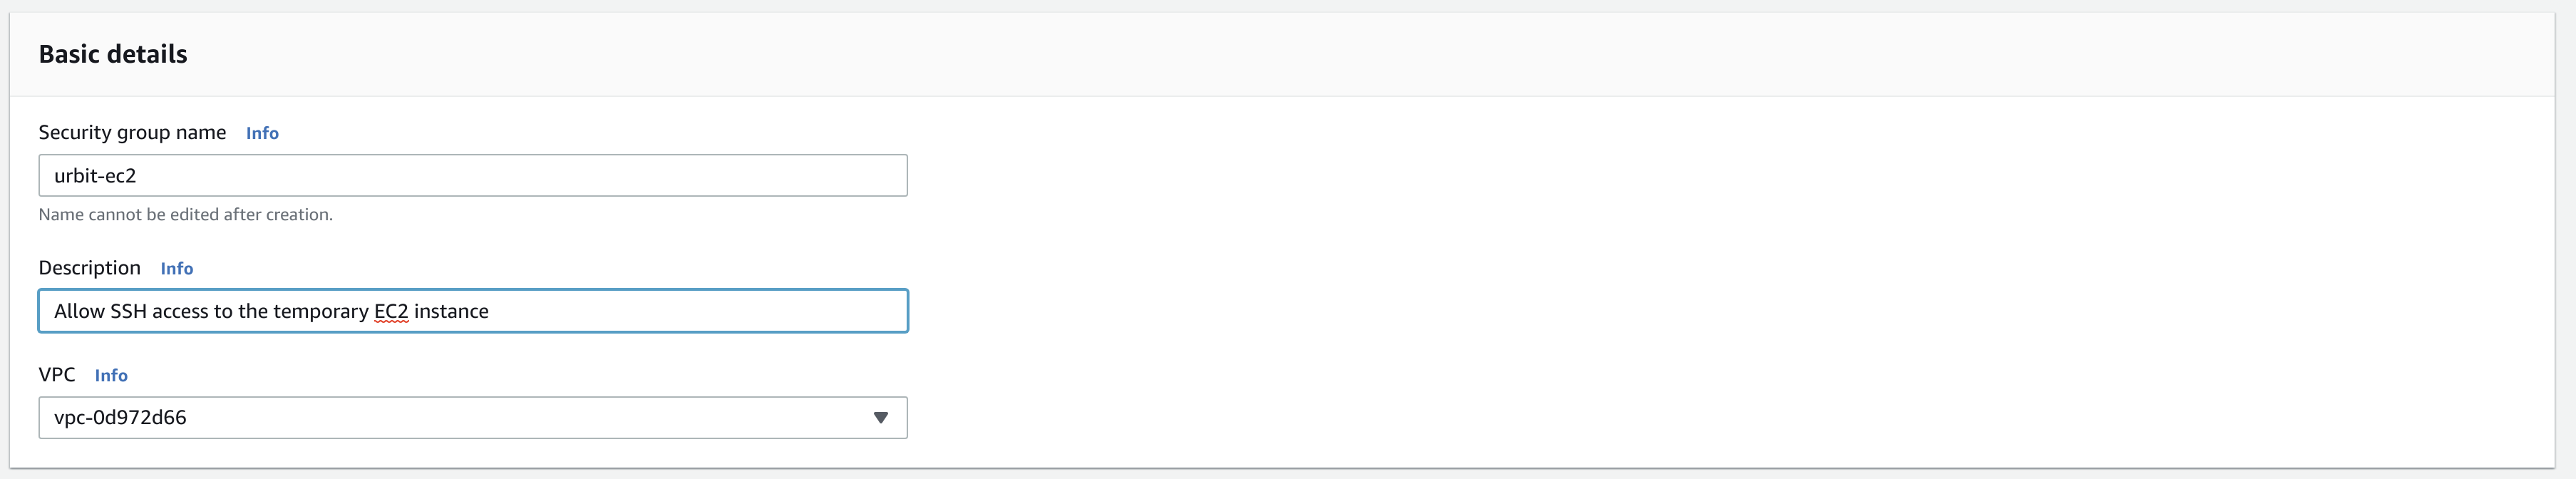 Basic details
Security group name Info
urbit-ec2
Name cannot be edited after creation.
Description Info
Allow SSH access to the temporary EC2 instance
VPC Info
vpc-0d972d66